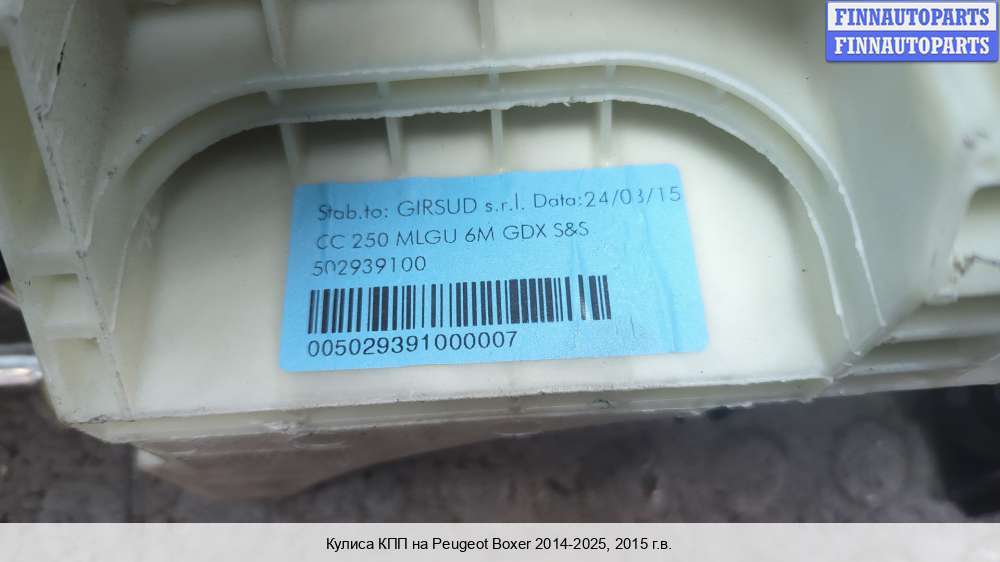 FINNAUTOPARTS
FINNAUTOPARTS
Stab.to: GIRSUD s.r.l. Data:24/03/15
CC 250 MLGU 6M GDX S&S
502939100
005029391000007
Кулиса КПП на Peugeot Boxer 2014-2025, 2015 г.в.